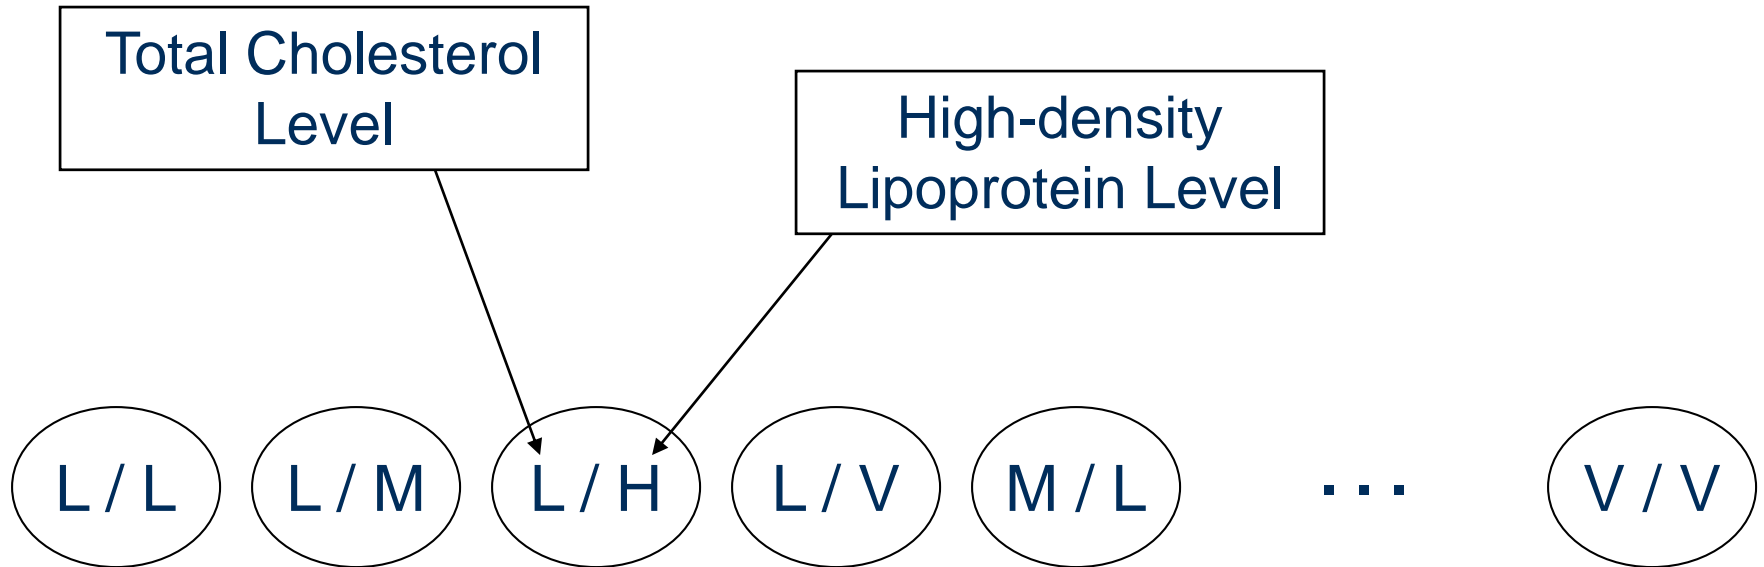 Total Cholesterol
Level
High-density
Lipoprotein Level
L / L
L / M
L / H
L / V
M / L
...
V / V